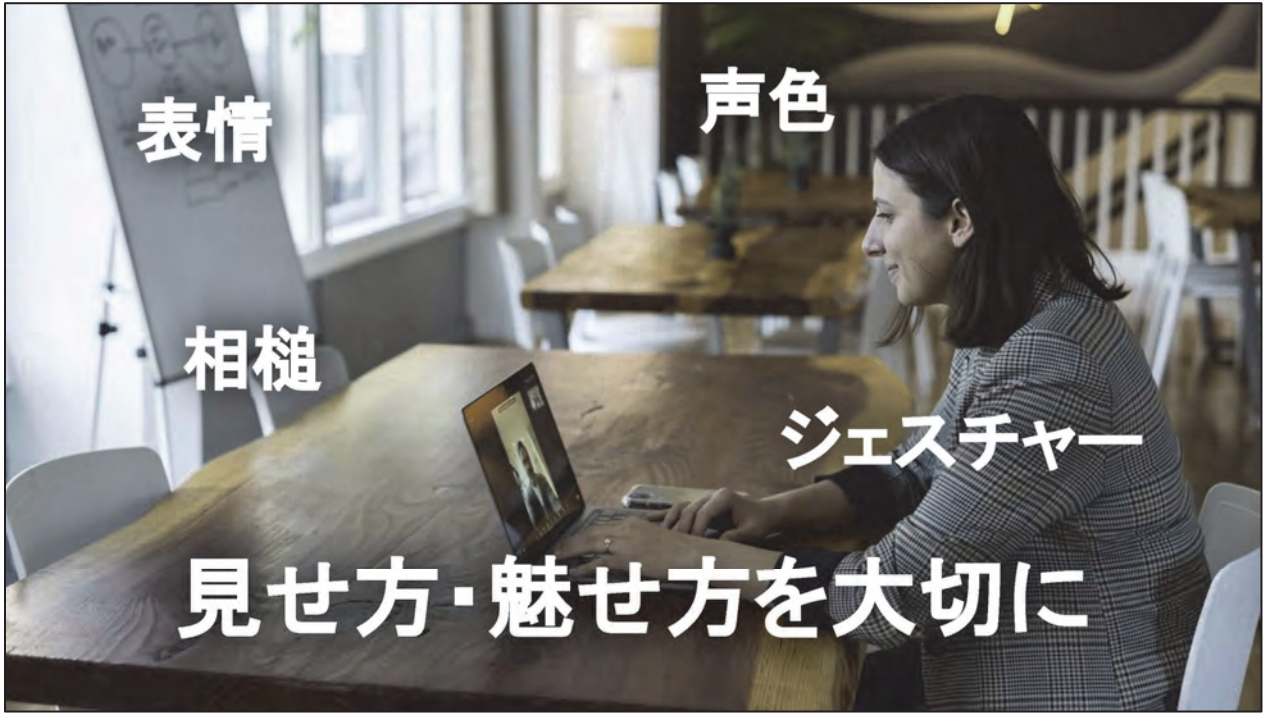 表情
声色
相槌
ジェスチャー
見せ方・魅せ方を大切に